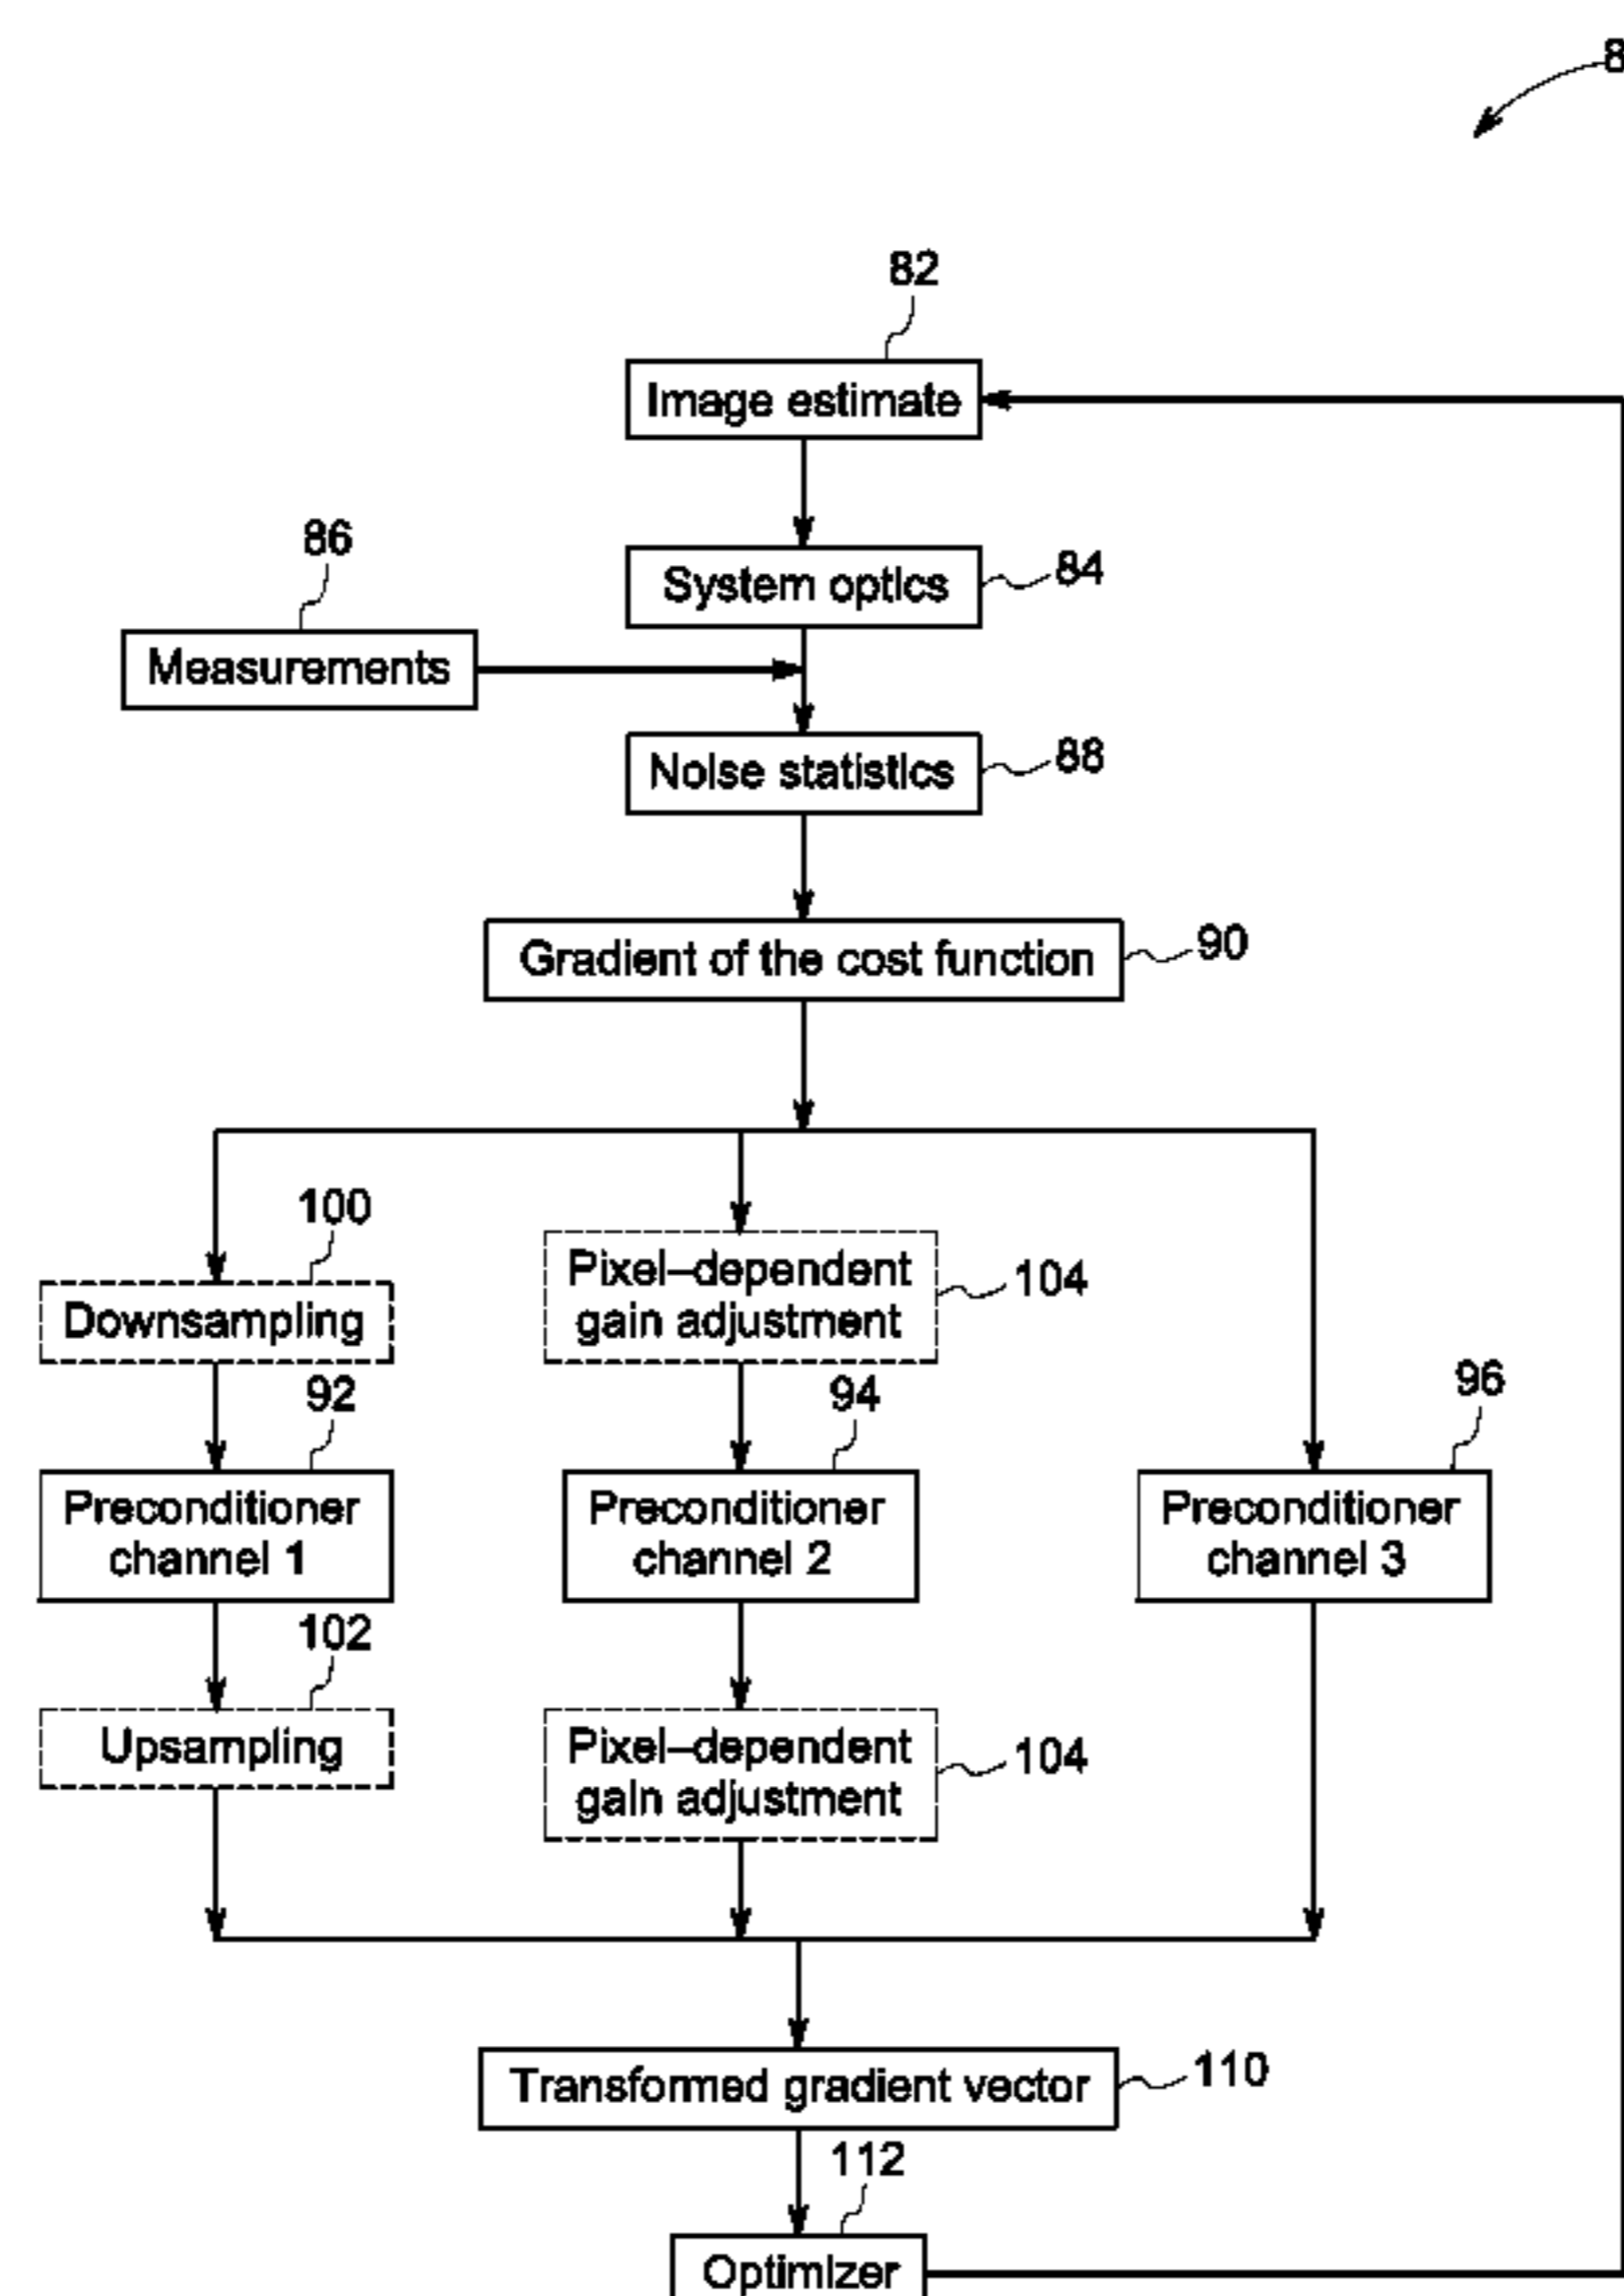 8
82
Image estimate
86
System optics
84
Measurements
Noise statistics
88
Gradient of the cost function
90
100
Downsampling
Pixel–dependent
gain adjustment
104
92
94
96
Preconditioner
channel 1
Preconditioner
channel 2
Preconditioner
channel 3
102
Upsampling
Pixel–dependent
gain adjustment
104
Transformed gradient vector
110
112
Optimizer